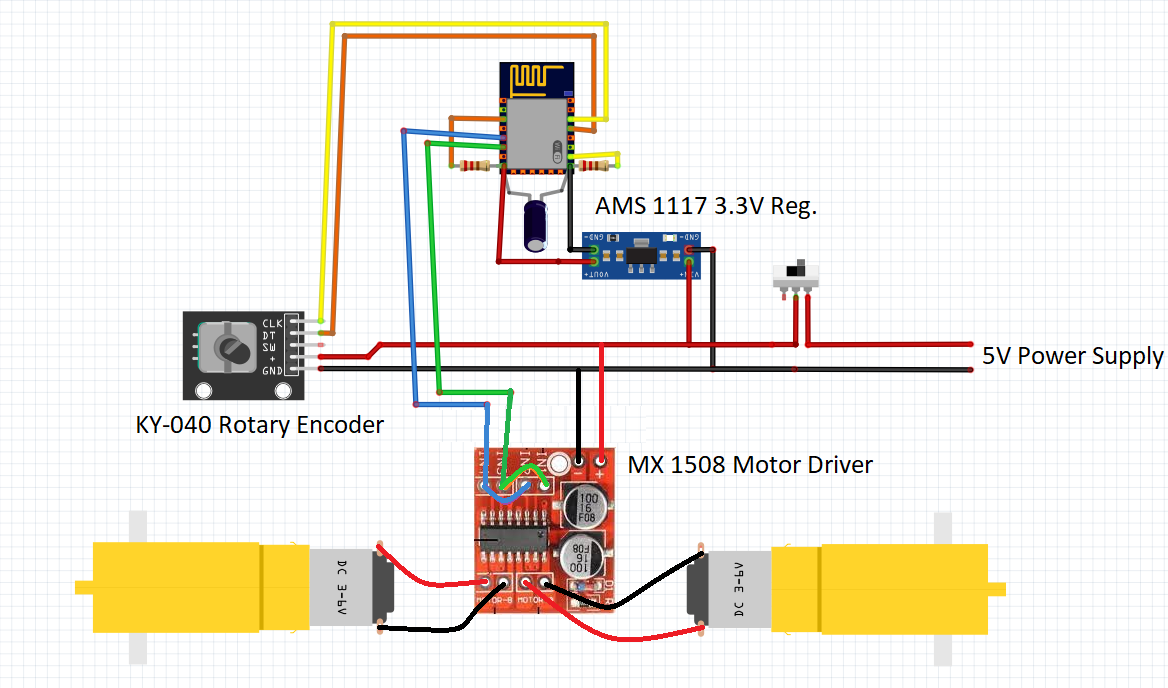 AMS 1117 3.3V Reg.
GND-
GND-
VOUT+
CLK
DT
SW
+
GND
5V Power Supply
KY-040 Rotary Encoder
MX 1508 Motor Driver
-
+
100
16
F08
100
16
F08
DC 3-6V
DC 3-6V
MOTOR-B
MOTOR